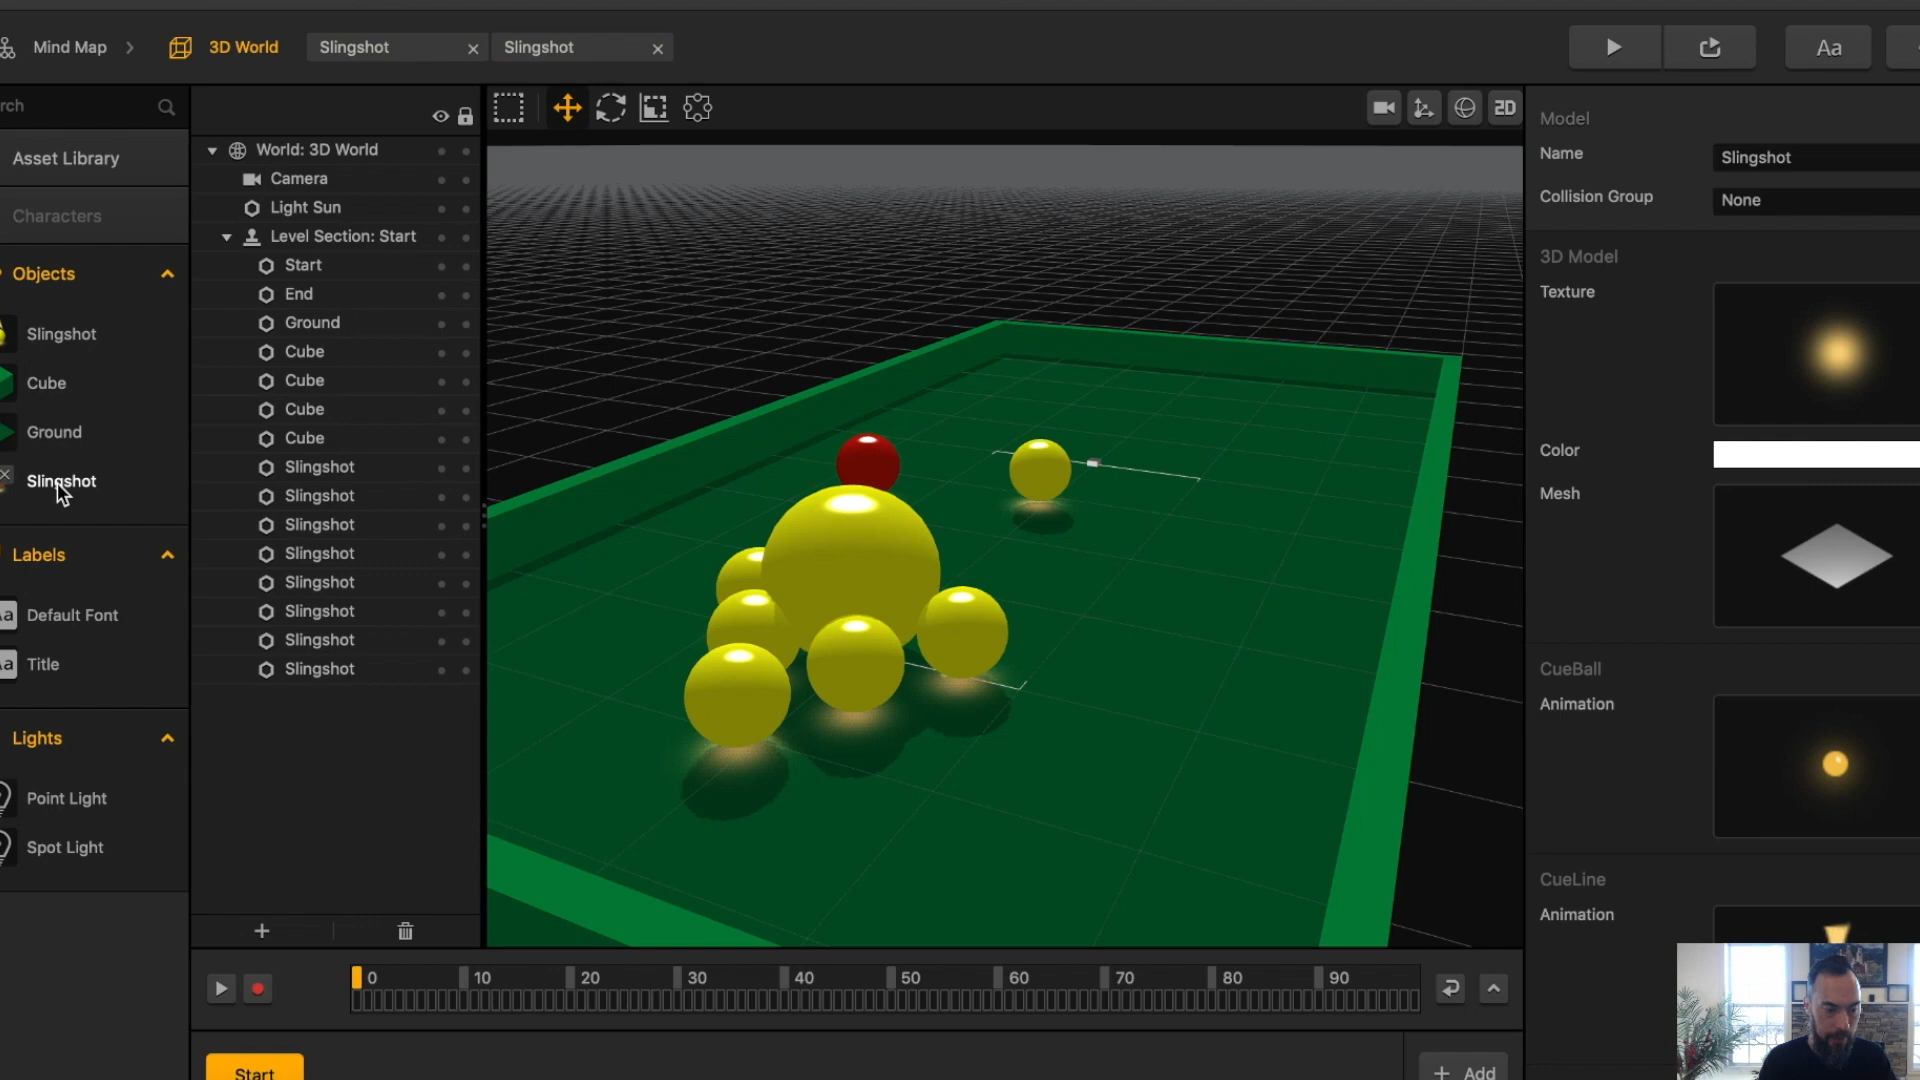 Mind Map
3D World
Slingshot
Slingshot
Aa
rch
Asset Library
Characters
Objects
Slingshot
Cube
Ground
Slingshot
Labels
Aa Default Font
Aa Title
Lights
Point Light
Spot Light
World: 3D World
Camera
Light Sun
Level Section: Start
Start
End
Ground
Cube
Cube
Cube
Cube
Slingshot
Slingshot
Slingshot
Slingshot
Slingshot
Slingshot
Slingshot
Slingshot
2D
Model
Name Slingshot
Collision Group None
3D Model
Texture
Color
Mesh
CueBall
Animation
CueLine
Animation
0 10 20 30 40 50 60 70 80 90
Start
+ Add